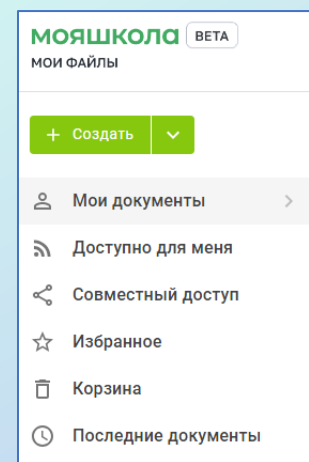 МОЯШКОЛА BETA
МОИ ФАЙЛЫ
+ Создать
Мои документы
Доступно для меня
Совместный доступ
Избранное
Корзина
Последние документы